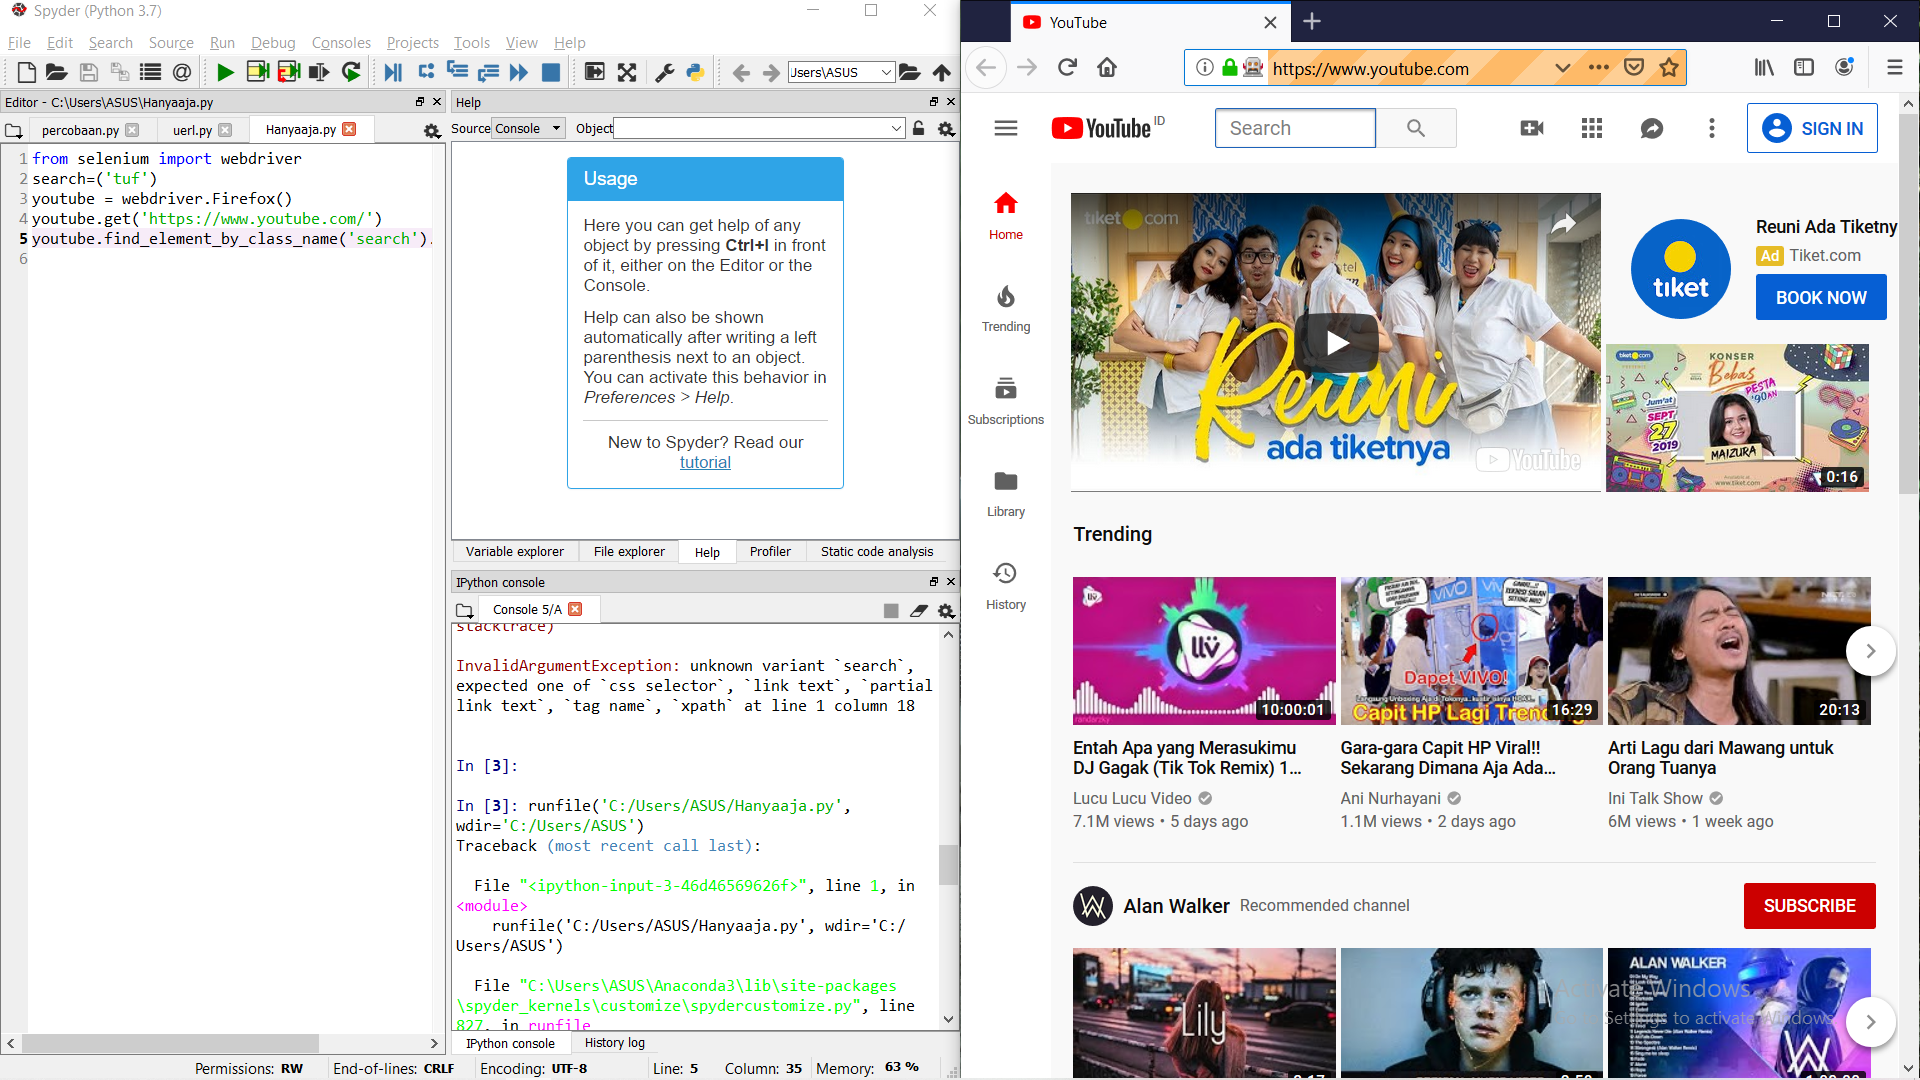 Spyder (Python 3.7)
File Edit Search Source Run Debug Consoles Projects Tools View Help
Users\ASUS
Editor - C:\Users\ASUS\Hanyaaja.py
percobaan.py
uerl.py
Hanyaaja.py
1 from selenium import webdriver
2 search=('tuf')
3 youtube = webdriver.Firefox()
4 youtube.get('https://www.youtube.com/')
5 youtube.find_element_by_class_name('search').
6
Help
Source Console Object
Usage
Here you can get help of any
object by pressing Ctrl+I in front
of it, either on the Editor or the
Console.
Help can also be shown
automatically after writing a left
parenthesis next to an object.
You can activate this behavior in
Preferences > Help.
New to Spyder? Read our
tutorial
Variable explorer File explorer Help Profiler Static code analysis
IPython console
Console 5/A
stacktrace)
InvalidArgumentException: unknown variant `search`,
expected one of `css selector`, `link text`, `partial
link text`, `tag name`, `xpath` at line 1 column 18
In [3]:
In [3]: runfile('C:/Users/ASUS/Hanyaaja.py',
wdir='C:/Users/ASUS')
Traceback (most recent call last):
File "<ipython-input-3-46d46569626f>", line 1, in
<module>
runfile('C:/Users/ASUS/Hanyaaja.py', wdir='C:/
Users/ASUS')
File "C:\Users\ASUS\Anaconda3\lib\site-packages
\spyder_kernels\customize\spydercustomize.py", line
827, in runfile
IPython console History log
Permissions: RW End-of-lines: CRLF Encoding: UTF-8 Line: 5 Column: 35 Memory: 63 %
YouTube
https://www.youtube.com
YouTube ID
Search
SIGN IN
Home
Trending
Subscriptions
Library
History
tiket.com
Reuni
ada tiketnya
YouTube
tiket
Reuni Ada Tiketny
Ad Tiket.com
BOOK NOW
tiket.com
KONSER
Bebas
PESTA
90AN
Jum'at
SEPT
27
2019
MAIZURA
www.tiket.com
0:16
Trending
randarzky
10:00:01
Entah Apa yang Merasukimu
DJ Gagak (Tik Tok Remix) 1...
Lucu Lucu Video
7.1M views • 5 days ago
VIVO
Dapet VIVO!
Capit HP Lagi Trending
16:29
Gara-gara Capit HP Viral!!
Sekarang Dimana Aja Ada...
Ani Nurhayani
1.1M views • 2 days ago
20:13
Arti Lagu dari Mawang untuk
Orang Tuanya
Ini Talk Show
6M views • 1 week ago
Alan Walker Recommended channel
SUBSCRIBE
Lily
ALAN WALKER
Activate Windows
Go to Settings to activate Windows.